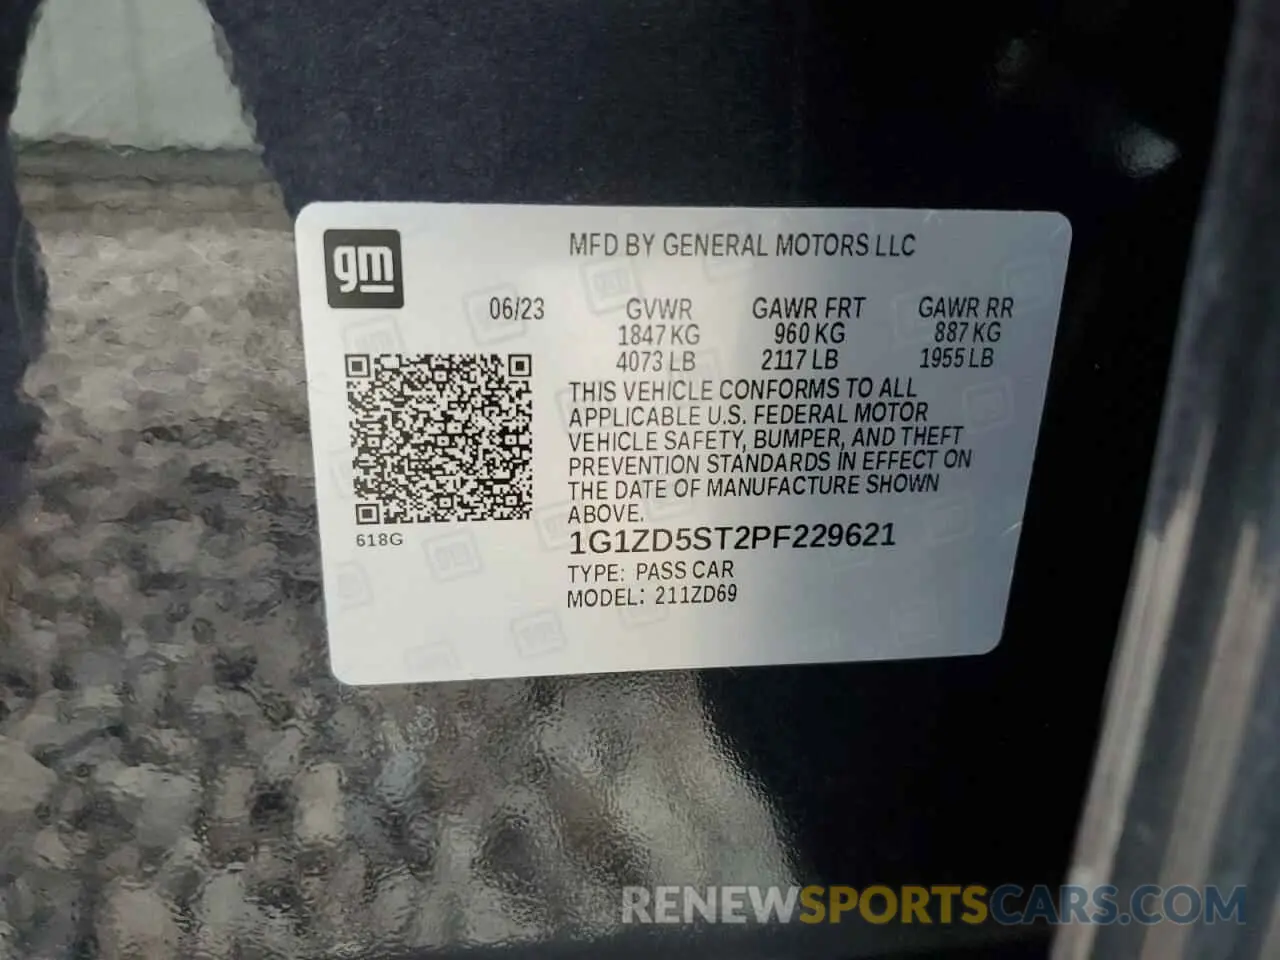 gm
MFD BY GENERAL MOTORS LLC
06/23 GVWR GAWR FRT GAWR RR
1847 KG 960 KG 887 KG
4073 LB 2117 LB 1955 LB
THIS VEHICLE CONFORMS TO ALL
APPLICABLE U.S. FEDERAL MOTOR
VEHICLE SAFETY, BUMPER, AND THEFT
PREVENTION STANDARDS IN EFFECT ON
THE DATE OF MANUFACTURE SHOWN
ABOVE.
618G
1G1ZD5ST2PF229621
TYPE: PASS CAR
MODEL: 211ZD69
RENEWSPORTSCARS.COM